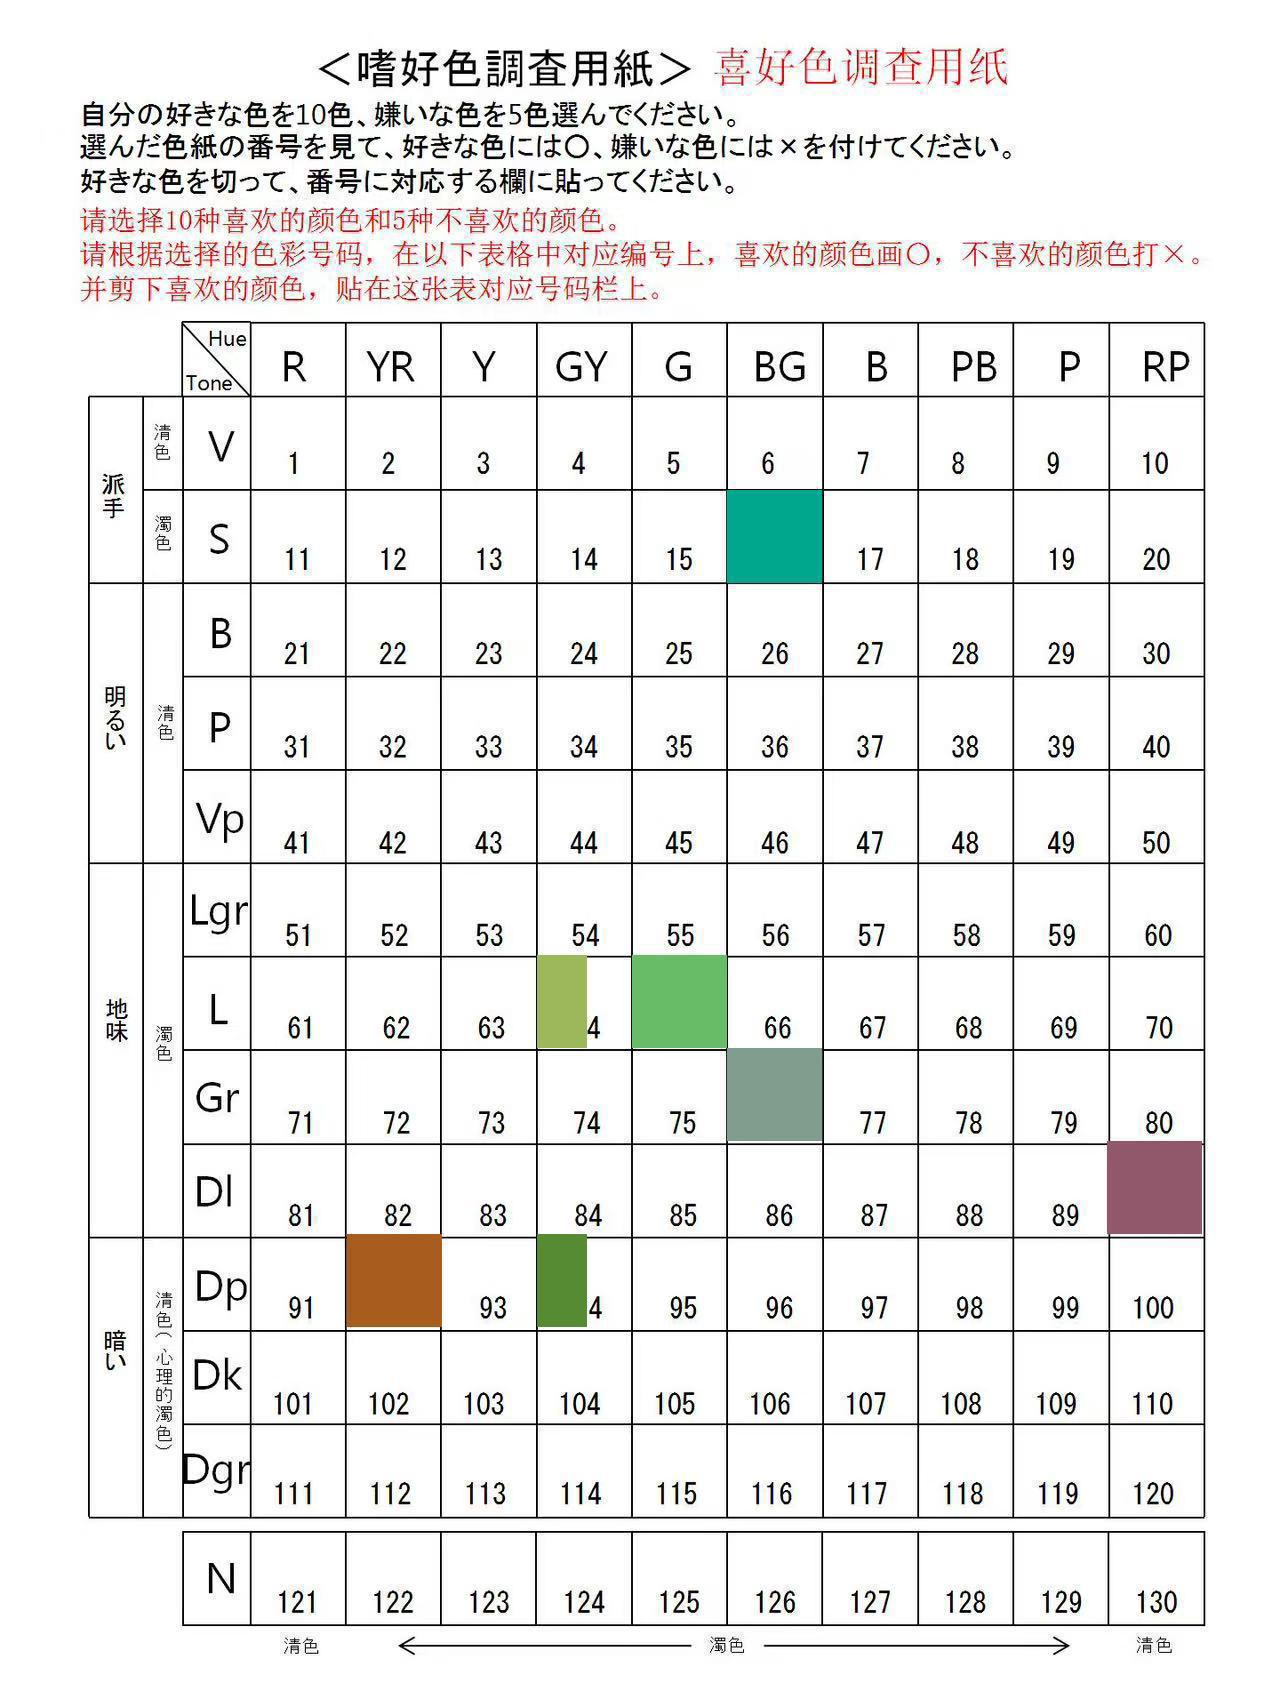 ＜嗜好色調査用紙＞ 喜好色调查用纸
自分の好きな色を10色、嫌いな色を5色選んでください。
選んだ色紙の番号を見て、好きな色には〇、嫌いな色には×を付けてください。
好きな色を切って、番号に対応する欄に貼ってください。
请选择10种喜欢的颜色和5种不喜欢的颜色。
请根据选择的色彩号码，在以下表格中对应编号上，喜欢的颜色画〇，不喜欢的颜色打×。
并剪下喜欢的颜色，贴在这张表对应号码栏上。
Hue Tone R YR Y GY G BG B PB P RP
派手 清色 V 1 2 3 4 5 6 7 8 9 10
濁色 S 11 12 13 14 15 17 18 19 20
明るい 清色 B 21 22 23 24 25 26 27 28 29 30
P 31 32 33 34 35 36 37 38 39 40
Vp 41 42 43 44 45 46 47 48 49 50
地味 濁色 Lgr 51 52 53 54 55 56 57 58 59 60
L 61 62 63 4 66 67 68 69 70
Gr 71 72 73 74 75 77 78 79 80
Dl 81 82 83 84 85 86 87 88 89
暗い 清色(心理的濁色) Dp 91 93 4 95 96 97 98 99 100
Dk 101 102 103 104 105 106 107 108 109 110
Dgr 111 112 113 114 115 116 117 118 119 120
N 121 122 123 124 125 126 127 128 129 130
清色 濁色 清色